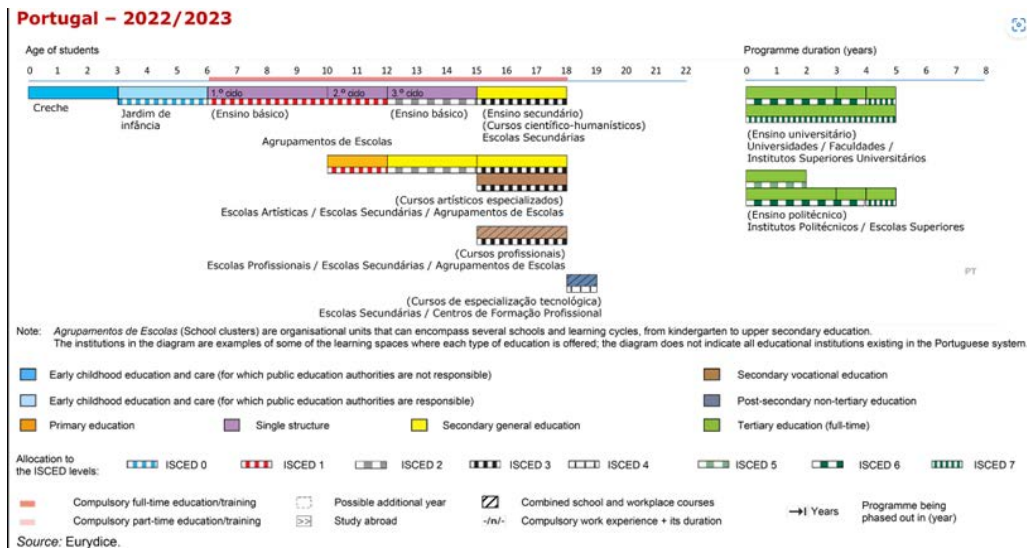 Portugal – 2022/2023
Age of students
Programme duration (years)
0 1 2 3 4 5 6 7 8 9 10 11 12 13 14 15 16 17 18 19 20 21 22
0 1 2 3 4 5 6 7 8
1.º ciclo 2.º ciclo 3.º ciclo
Creche
Jardim de
infância
(Ensino básico)
(Ensino básico)
(Ensino secundário)
(Cursos científico-humanísticos)
Escolas Secundárias
Agrupamentos de Escolas
(Ensino universitário)
Universidades / Faculdades /
Institutos Superiores Universitários
(Cursos artísticos especializados)
Escolas Artísticas / Escolas Secundárias / Agrupamentos de Escolas
(Ensino politécnico)
Institutos Politécnicos / Escolas Superiores
(Cursos profissionais)
Escolas Profissionais / Escolas Secundárias / Agrupamentos de Escolas
PT
(Cursos de especialização tecnológica)
Escolas Secundárias / Centros de Formação Profissional
Note: Agrupamentos de Escolas (School clusters) are organisational units that can encompass several schools and learning cycles, from kindergarten to upper secondary education.
The institutions in the diagram are examples of some of the learning spaces where each type of education is offered; the diagram does not indicate all educational institutions existing in the Portuguese system
Early childhood education and care (for which public education authorities are not responsible)
Secondary vocational education
Early childhood education and care (for which public education authorities are responsible)
Post-secondary non-tertiary education
Primary education
Single structure
Secondary general education
Tertiary education (full-time)
Allocation to
the ISCED levels:
ISCED 0 ISCED 1 ISCED 2 ISCED 3 ISCED 4 ISCED 5 ISCED 6 ISCED 7
Compulsory full-time education/training
Possible additional year
Combined school and workplace courses
Years
Programme being
phased out in (year)
Compulsory part-time education/training
>> Study abroad
-/n/- Compulsory work experience + its duration
Source: Eurydice.